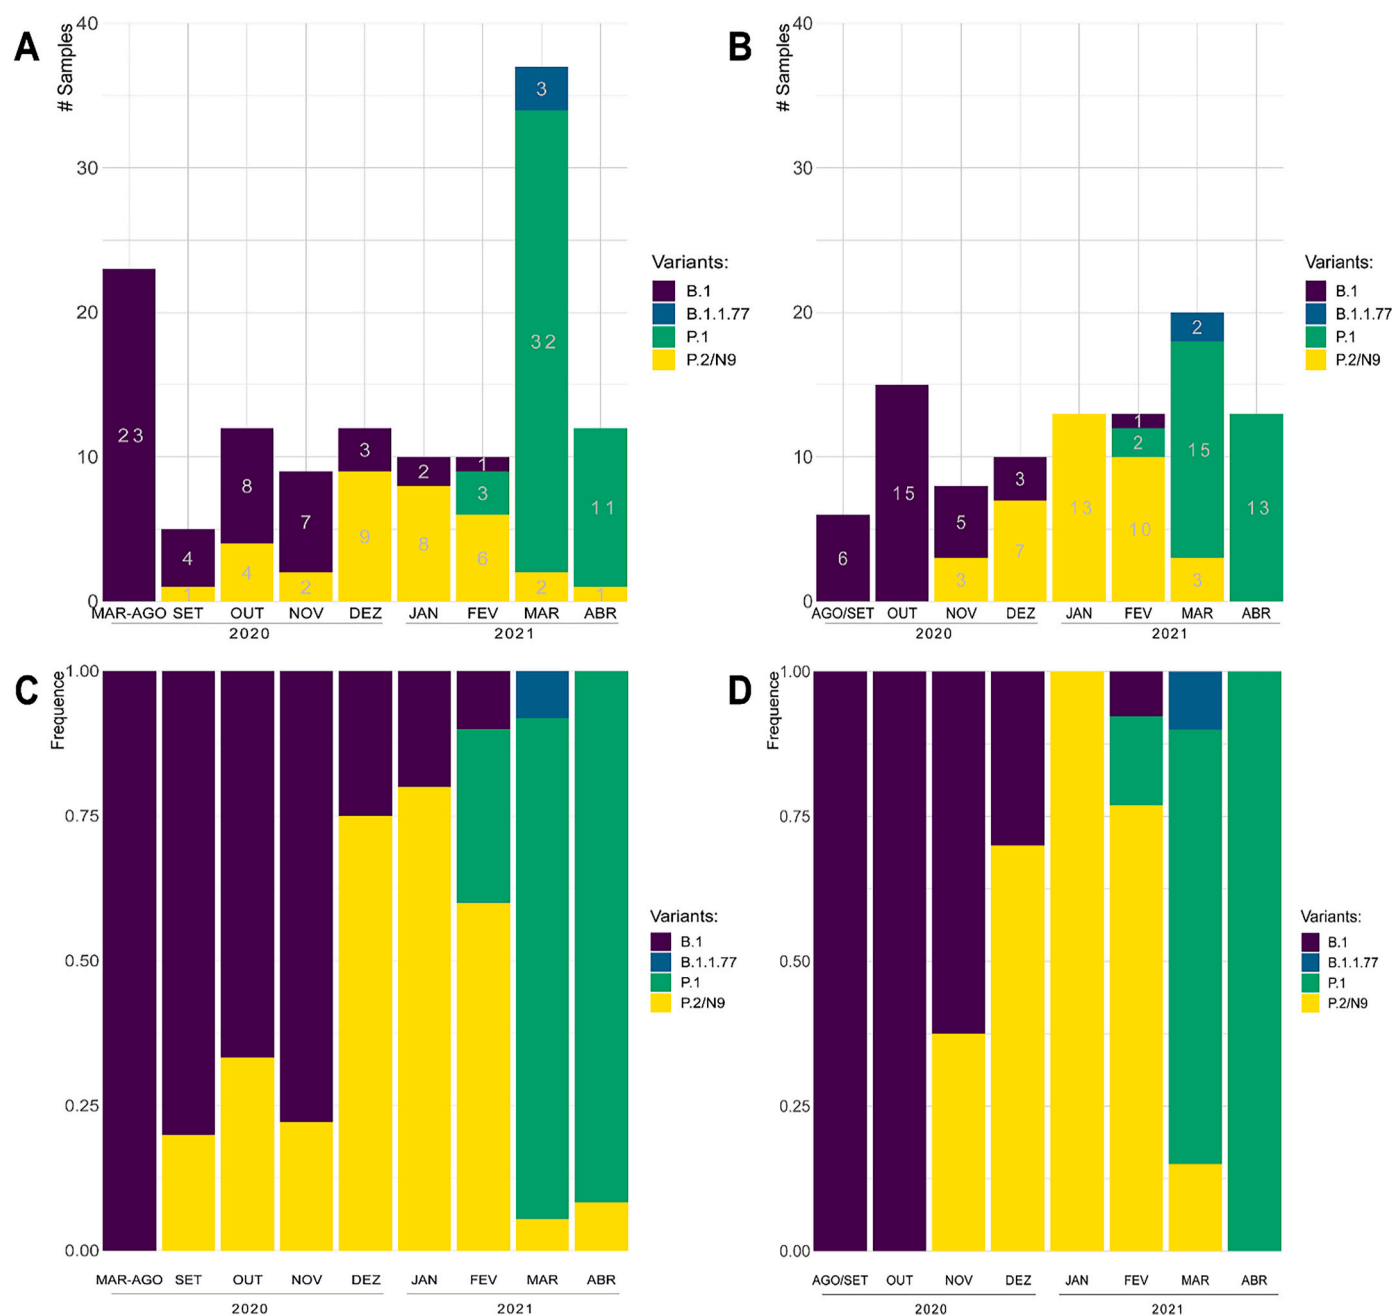 A
# Samples
40
30
20
10
0
23
4
1
8
4
7
2
3
9
2
8
1
3
6
3
32
2
11
1
MAR-AGO SET OUT NOV DEZ JAN FEV MAR ABR
2020 2021
Variants:
B.1
B.1.1.77
P.1
P.2/N9
B
# Samples
40
30
20
10
0
6
15
5
3
3
7
13
1
2
10
2
15
3
13
AGO/SET OUT NOV DEZ JAN FEV MAR ABR
2020 2021
Variants:
B.1
B.1.1.77
P.1
P.2/N9
C
Frequence
1.00
0.75
0.50
0.25
0.00
MAR-AGO SET OUT NOV DEZ JAN FEV MAR ABR
2020 2021
Variants:
B.1
B.1.1.77
P.1
P.2/N9
D
Frequence
1.00
0.75
0.50
0.25
0.00
AGO/SET OUT NOV DEZ JAN FEV MAR ABR
2020 2021
Variants:
B.1
B.1.1.77
P.1
P.2/N9